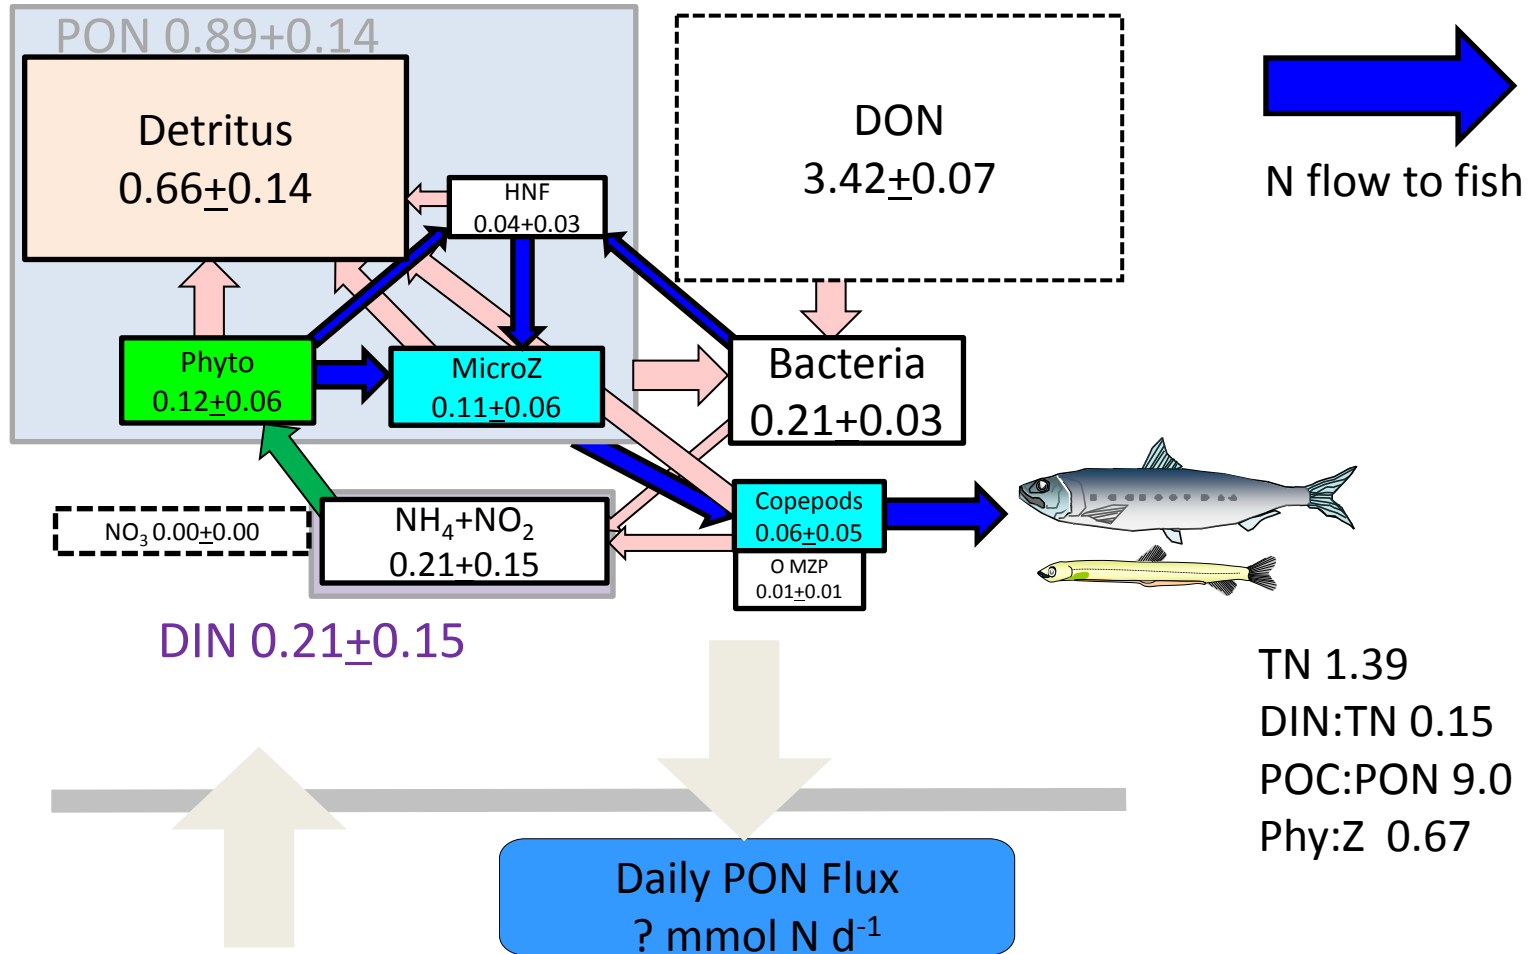 PON 0.89+0.14
Detritus
0.66±0.14
HNF
0.04+0.03
DON
3.42±0.07
N flow to fish
Phyto
0.12±0.06
MicroZ
0.11±0.06
Bacteria
0.21±0.03
NO₃ 0.00±0.00
NH₄+NO₂
0.21±0.15
Copepods
0.06±0.05
O MZP
0.01±0.01
DIN 0.21±0.15
TN 1.39
DIN:TN 0.15
POC:PON 9.0
Phy:Z 0.67
Daily PON Flux
? mmol N d⁻¹